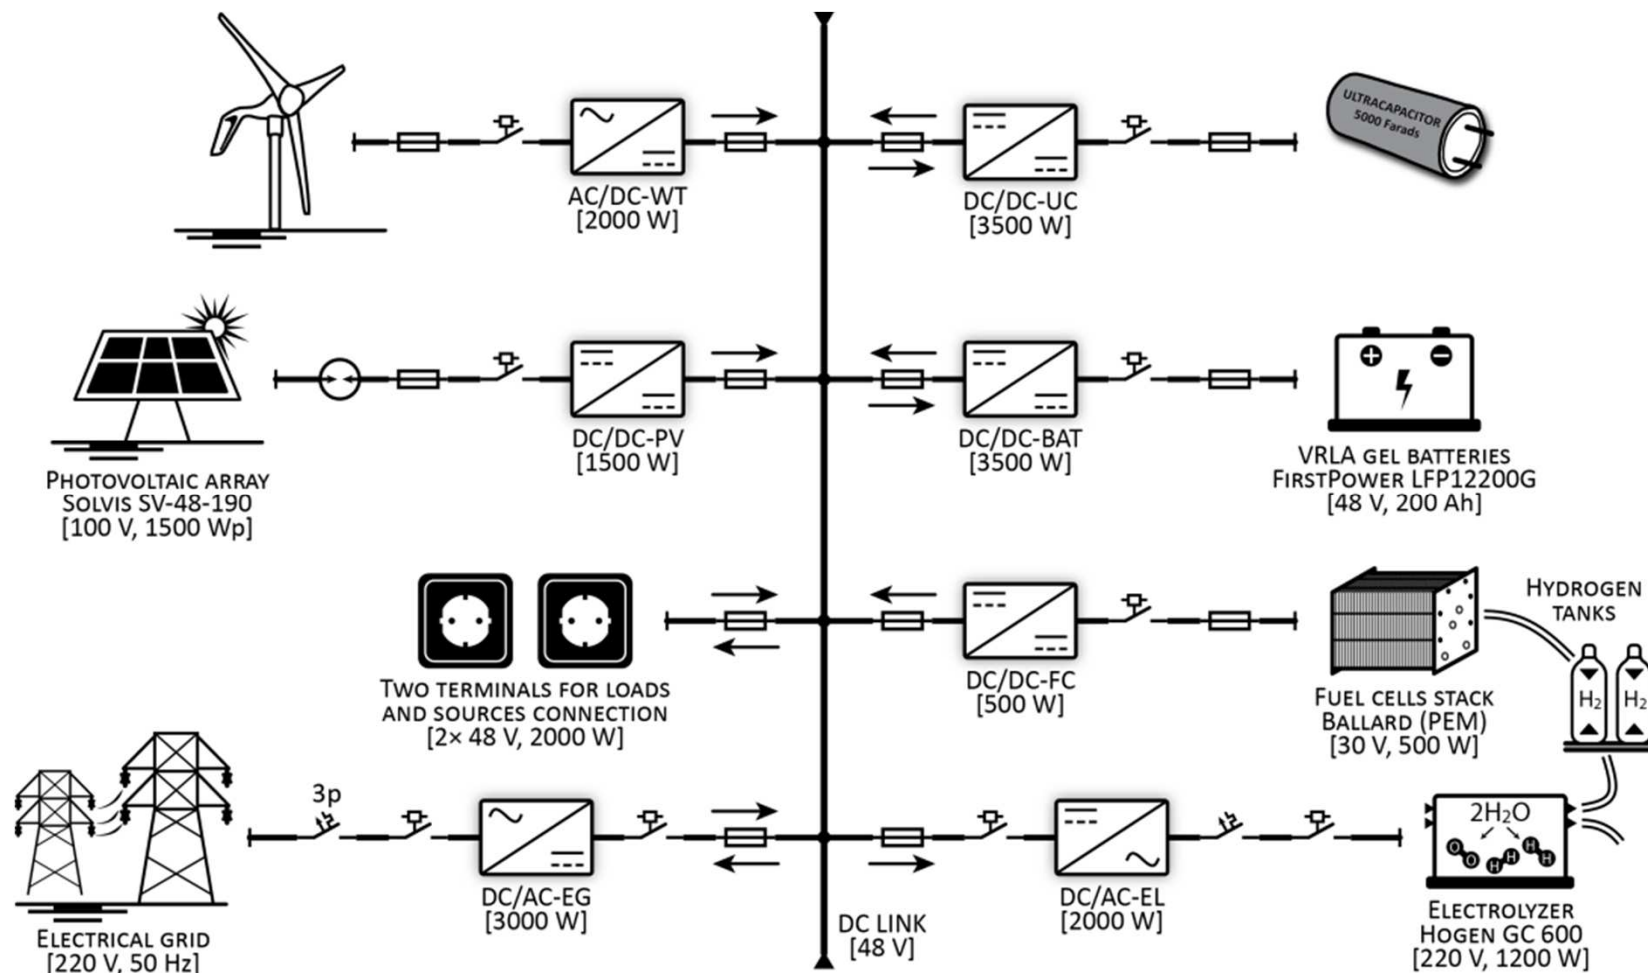 ULTRACAPACITOR
5000 Farads
AC/DC-WT
[2000 W]
DC/DC-UC
[3500 W]
PHOTOVOLTAIC ARRAY
SOLVIS SV-48-190
[100 V, 1500 Wp]
DC/DC-PV
[1500 W]
DC/DC-BAT
[3500 W]
VRLA GEL BATTERIES
FIRSTPOWER LFP12200G
[48 V, 200 Ah]
TWO TERMINALS FOR LOADS
AND SOURCES CONNECTION
[2× 48 V, 2000 W]
DC/DC-FC
[500 W]
FUEL CELLS STACK
BALLARD (PEM)
[30 V, 500 W]
HYDROGEN
TANKS
H2
H2
3p
DC/AC-EG
[3000 W]
ELECTRICAL GRID
[220 V, 50 Hz]
DC LINK
[48 V]
DC/AC-EL
[2000 W]
2H2O
O
O
H
H
H
H
ELECTROLYZER
HOGEN GC 600
[220 V, 1200 W]